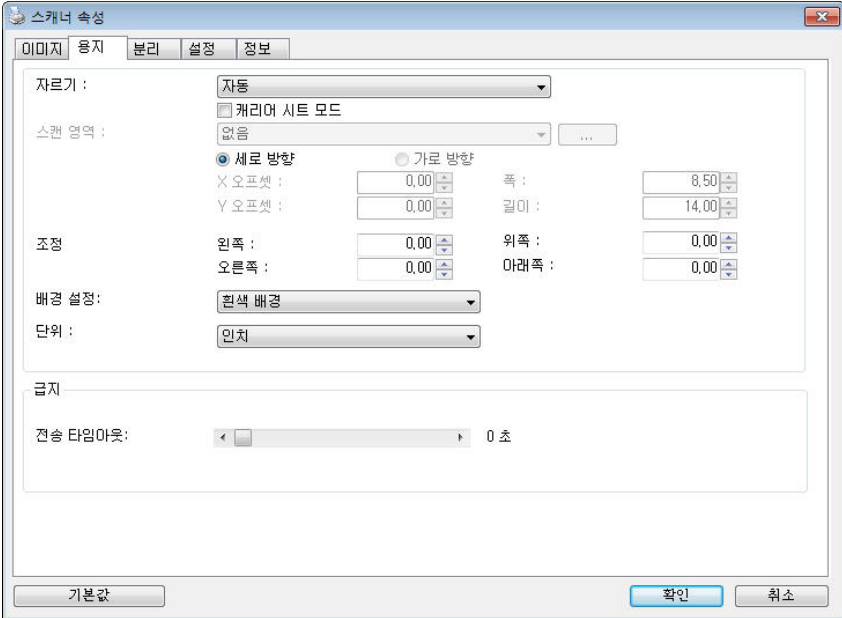 스캐너 속성
이미지 용지 분리 설정 정보
자르기 : 자동
캐리어 시트 모드
스캔 영역 : 없음 ...
세로 방향 가로 방향
X 오프셋 : 0,00 폭 : 8,50
Y 오프셋 : 0,00 길이 : 14,00
조정 왼쪽 : 0,00 위쪽 : 0,00
오른쪽 : 0,00 아래쪽 : 0,00
배경 설정: 흰색 배경
단위 : 인치
급지
전송 타임아웃: 0 초
기본값 확인 취소